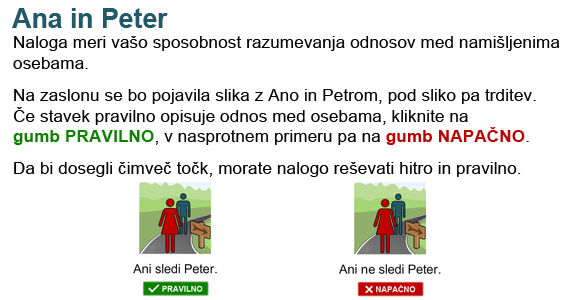 Ana in Peter
Naloga meri vašo sposobnost razumevanja odnosov med namišljenima
osebama.
Na zaslonu se bo pojavila slika z Ano in Petrom, pod sliko pa trditev.
Če stavek pravilno opisuje odnos med osebama, kliknite na
gumb PRAVILNO, v nasprotnem primeru pa na gumb NAPAČNO.
Da bi dosegli čimveč točk, morate nalogo reševati hitro in pravilno.
Ani sledi Peter.
Ani ne sledi Peter.
PRAVILNO
NAPAČNO